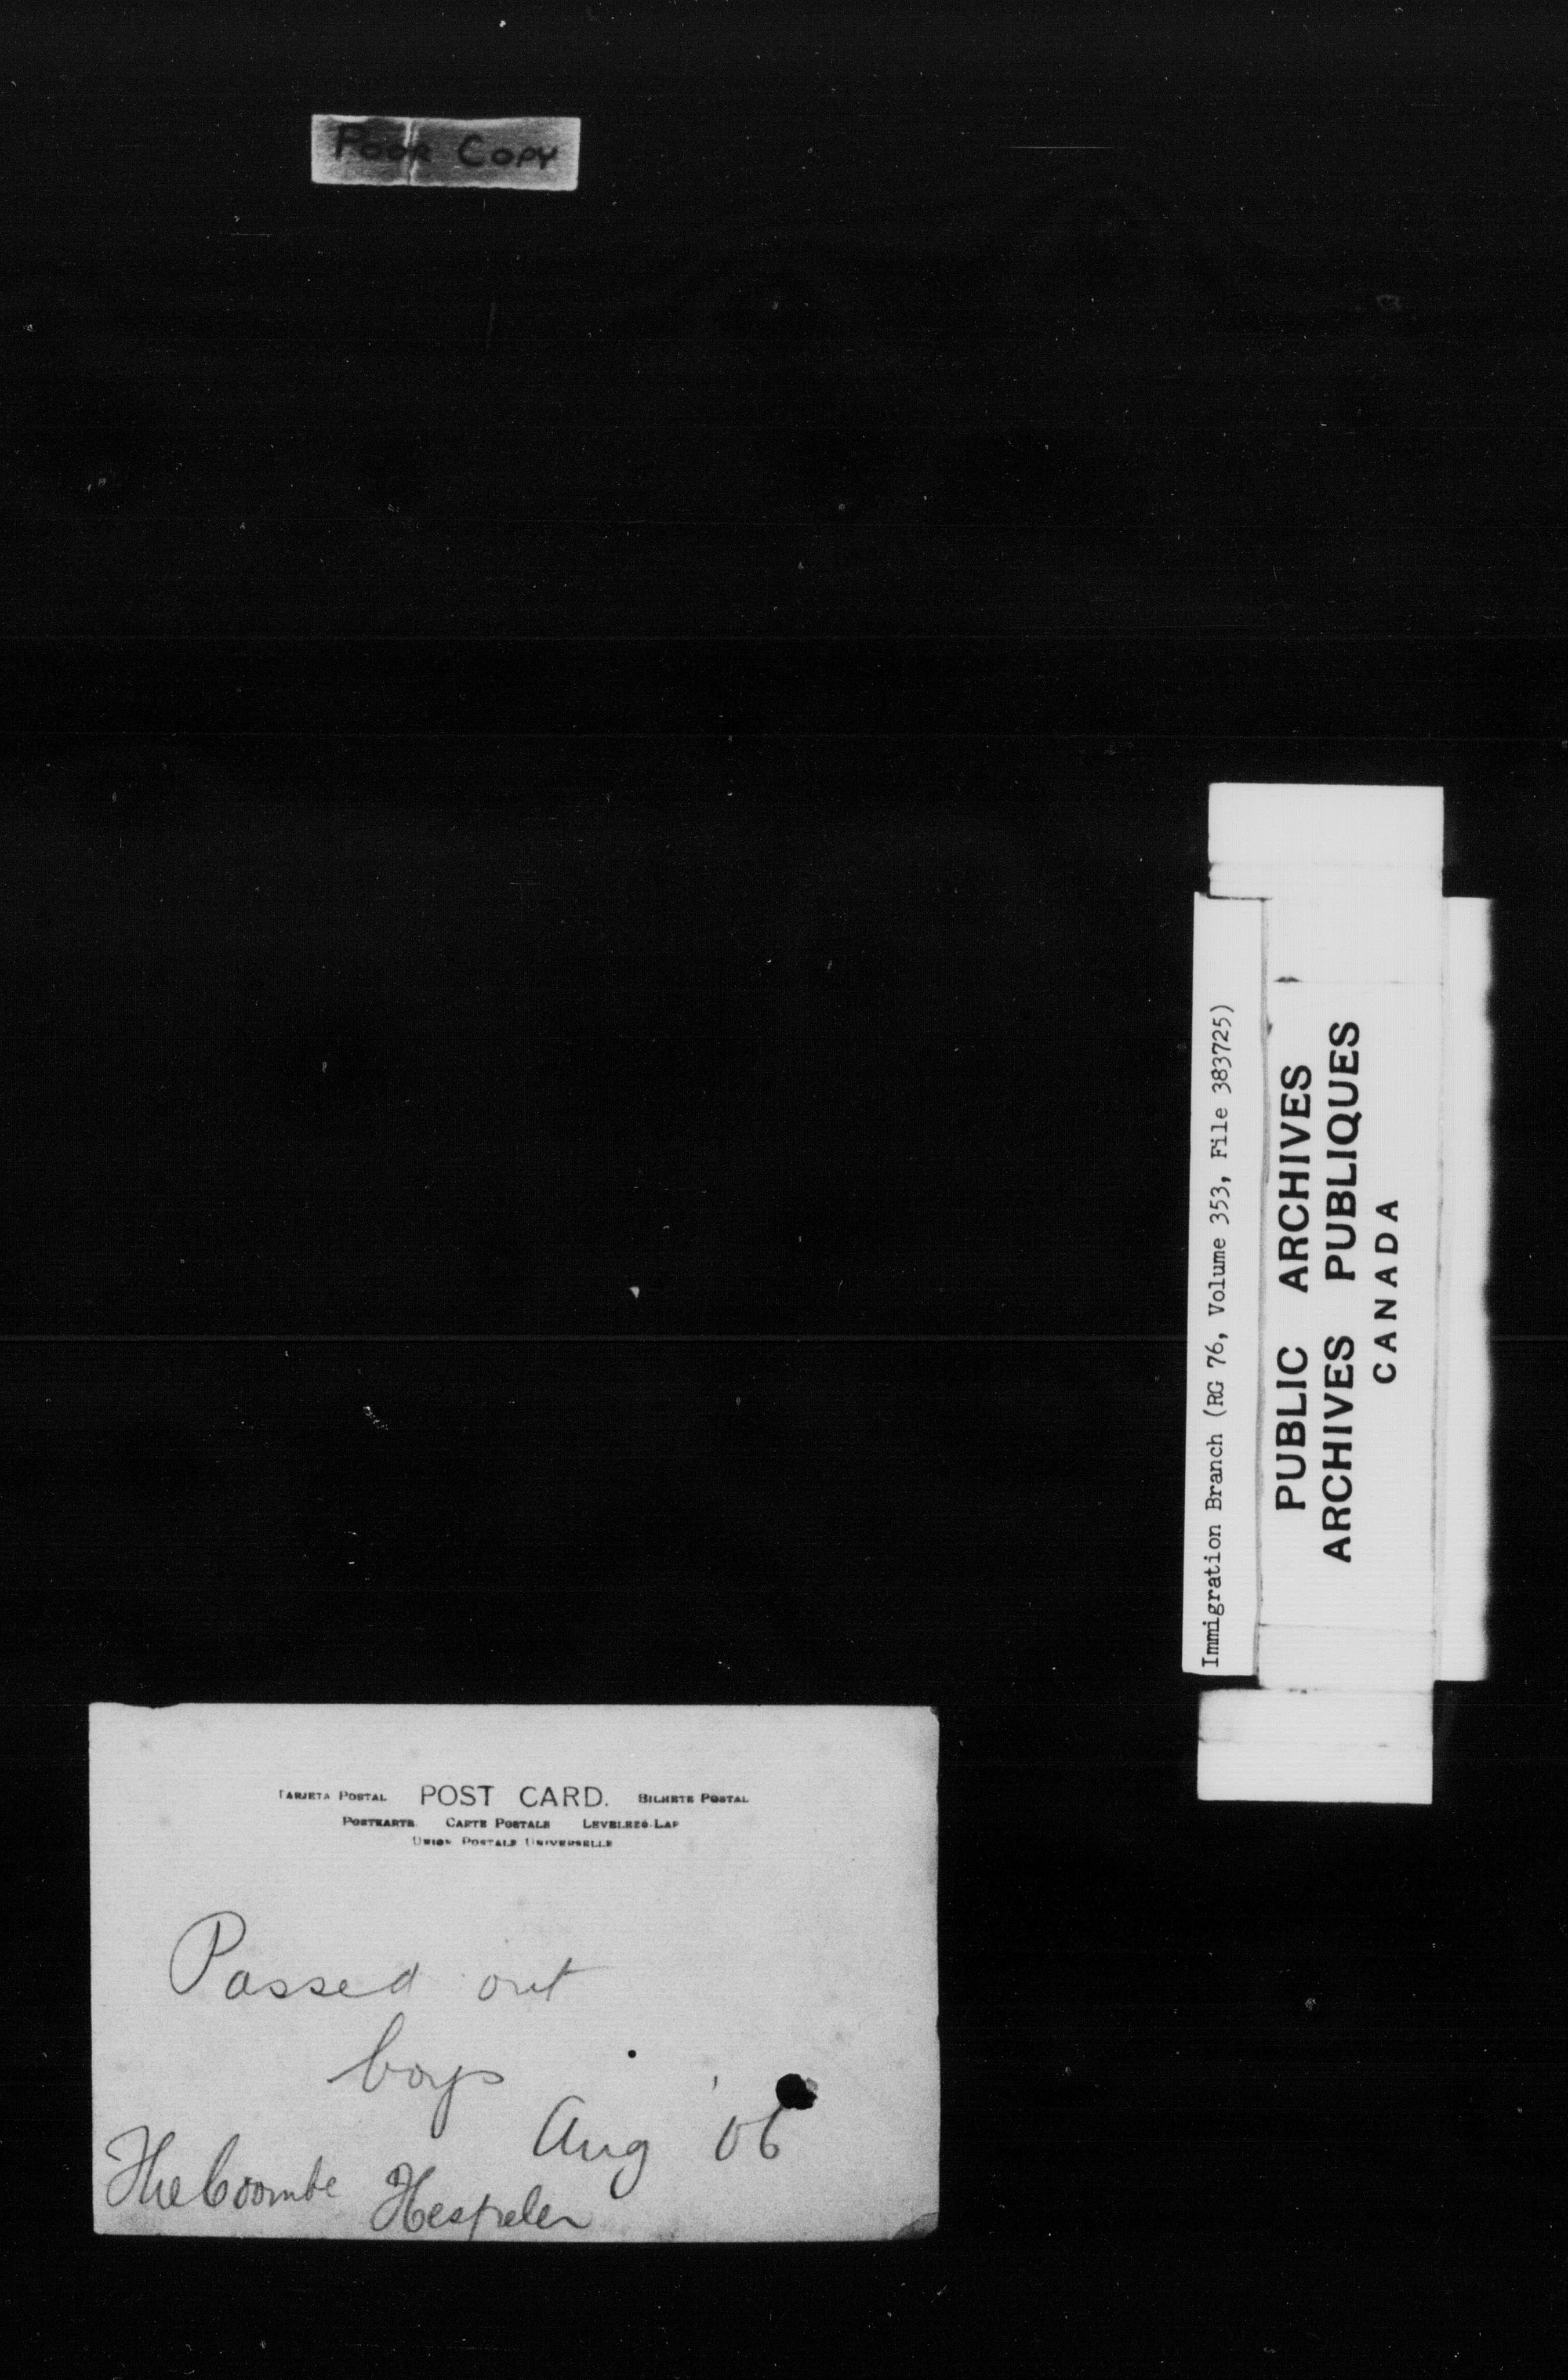 Poor Copy
Immigration Branch (RG 76, Volume 353, File 383725)
PUBLIC ARCHIVES
ARCHIVES PUBLIQUES
CANADA
TARJETA POSTAL POST CARD. BILHETE POSTAL
POSTKARTE CARTE POSTALE LEVELEZŐ-LAP
UNION POSTALE UNIVERSELLE
Passed out
boys
Aug '06
The Coombe Hespeler